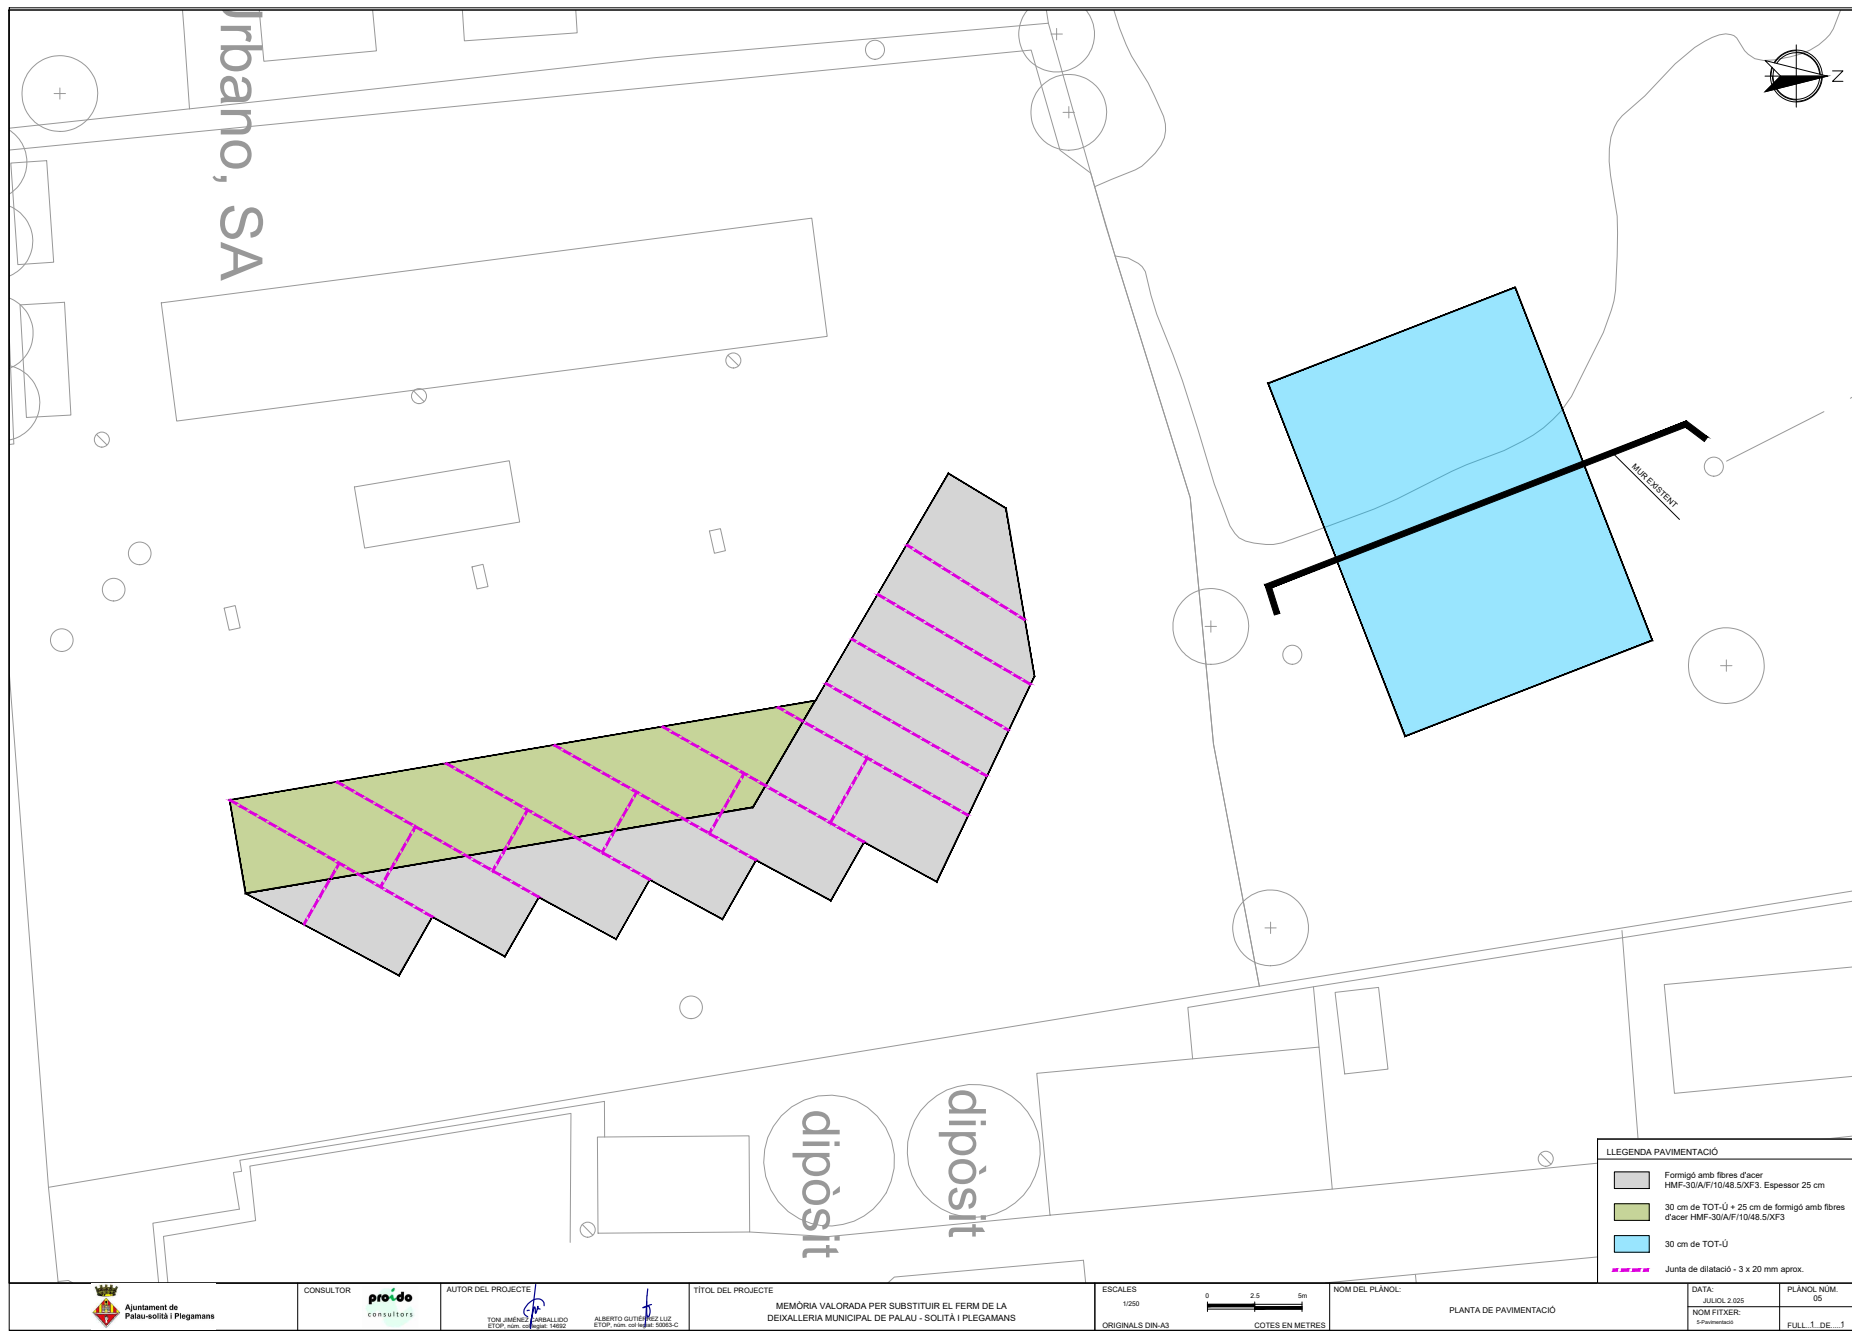 Urbano, SA
N
MUR EXISTENT
dipòsit
dipòsit
LLEGENDA PAVIMENTACIÓ
Formigó amb fibres d'acer
HMF-30/A/F/10/48.5/XF3. Espessor 25 cm
30 cm de TOT-Ú + 25 cm de formigó amb fibres
d'acer HMF-30/A/F/10/48.5/XF3
30 cm de TOT-Ú
Junta de dilatació - 3 x 20 mm aprox.
Ajuntament de
Palau-solità i Plegamans
CONSULTOR
proido
consultors
AUTOR DEL PROJECTE
TONI JIMÉNEZ CARBALLIDO
ETOP, núm. col·legiat: 14692
ALBERTO GUTIÉRREZ LUZ
ETOP, núm. col·legiat: 50063-C
TÍTOL DEL PROJECTE
MEMÒRIA VALORADA PER SUBSTITUIR EL FERM DE LA
DEIXALLERIA MUNICIPAL DE PALAU - SOLITÀ I PLEGAMANS
ESCALES
1/250
0 2.5 5m
ORIGINALS DIN-A3
COTES EN METRES
NOM DEL PLÀNOL:
PLANTA DE PAVIMENTACIÓ
DATA:
JULIOL 2.025
NOM FITXER:
5-Pavimentació
PLÀNOL NÚM.
05
FULL..1..DE.....1